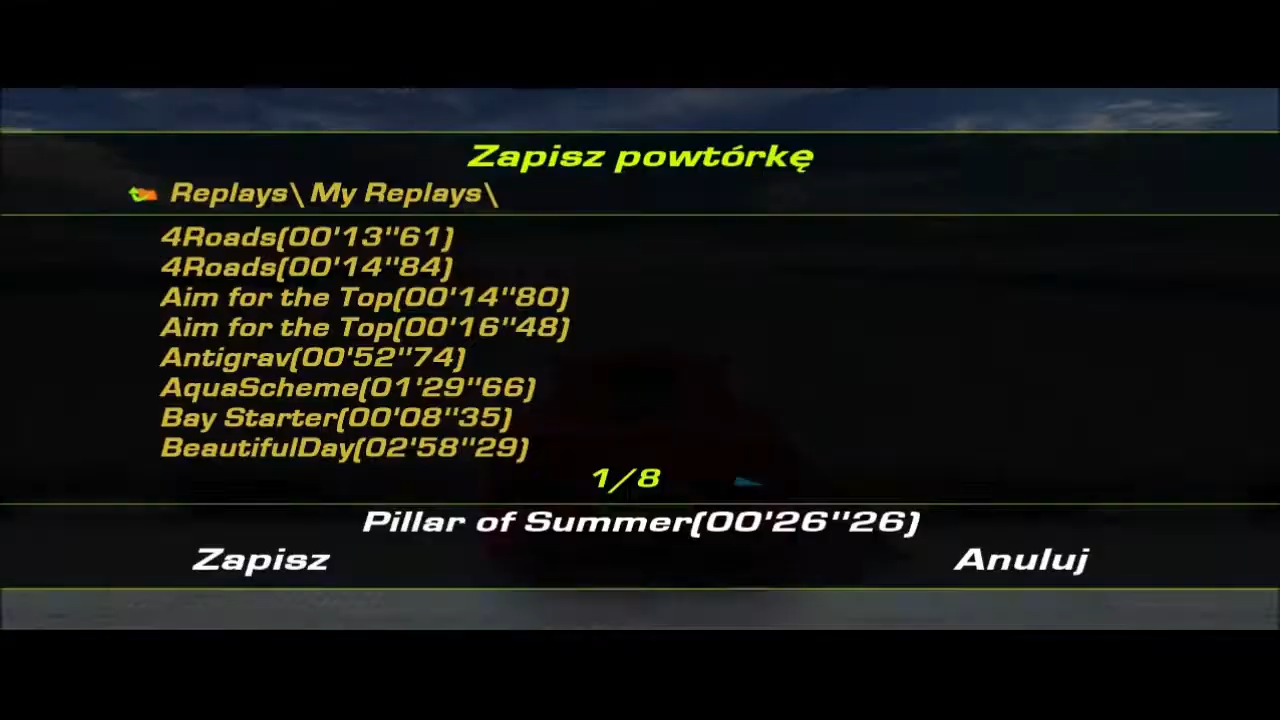 Zapisz powtórkę
Replays\My Replays\
4Roads(00'13''61)
4Roads(00'14''84)
Aim for the Top(00'14''80)
Aim for the Top(00'16''48)
Antigrav(00'52''74)
AquaScheme(01'29''66)
Bay Starter(00'08''35)
BeautifulDay(02'58''29)
1/8
Pillar of Summer(00'26''26)
Zapisz
Anuluj